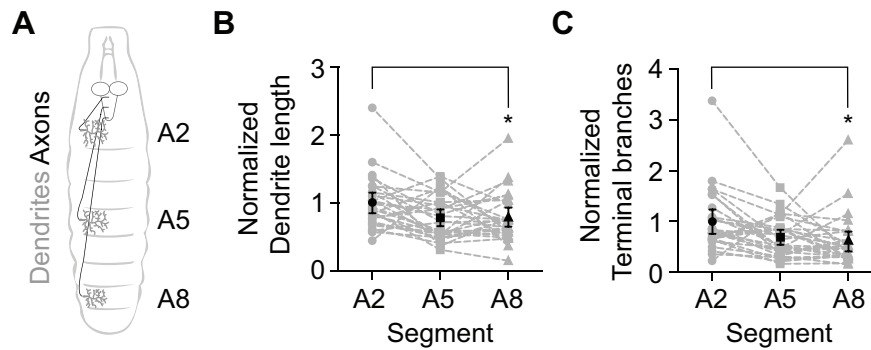 A
Dendrites Axons
A2
A5
A8
B
Normalized
Dendrite length
3
2
1
0
*
A2 A5 A8
Segment
C
Normalized
Terminal branches
4
3
2
1
0
*
A2 A5 A8
Segment